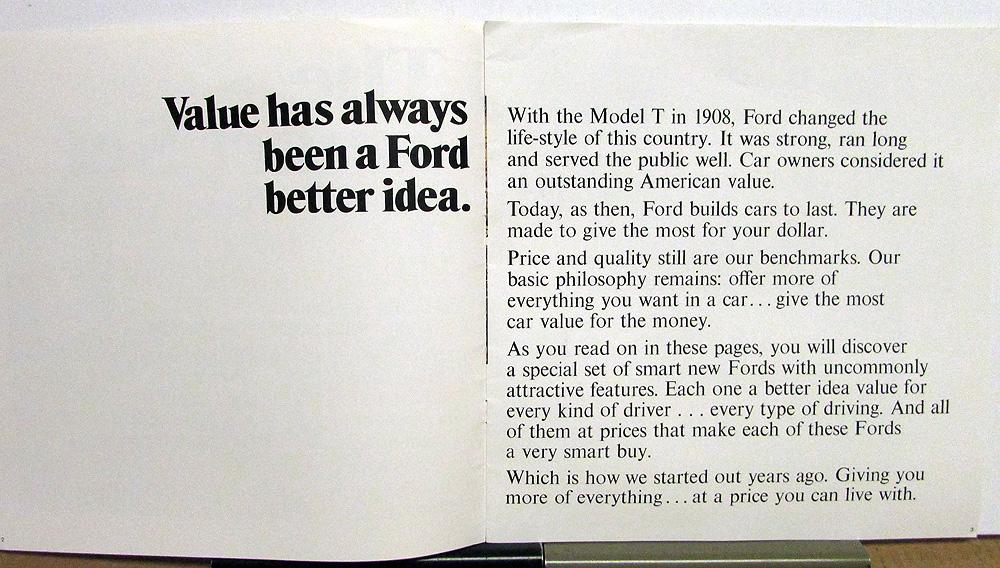 Value has always
been a Ford
better idea.
With the Model T in 1908, Ford changed the
life-style of this country. It was strong, ran long
and served the public well. Car owners considered it
an outstanding American value.
Today, as then, Ford builds cars to last. They are
made to give the most for your dollar.
Price and quality still are our benchmarks. Our
basic philosophy remains: offer more of
everything you want in a car...give the most
car value for the money.
As you read on in these pages, you will discover
a special set of smart new Fords with uncommonly
attractive features. Each one a better idea value for
every kind of driver . . . every type of driving. And all
of them at prices that make each of these Fords
a very smart buy.
Which is how we started out years ago. Giving you
more of everything...at a price you can live with.
2
3